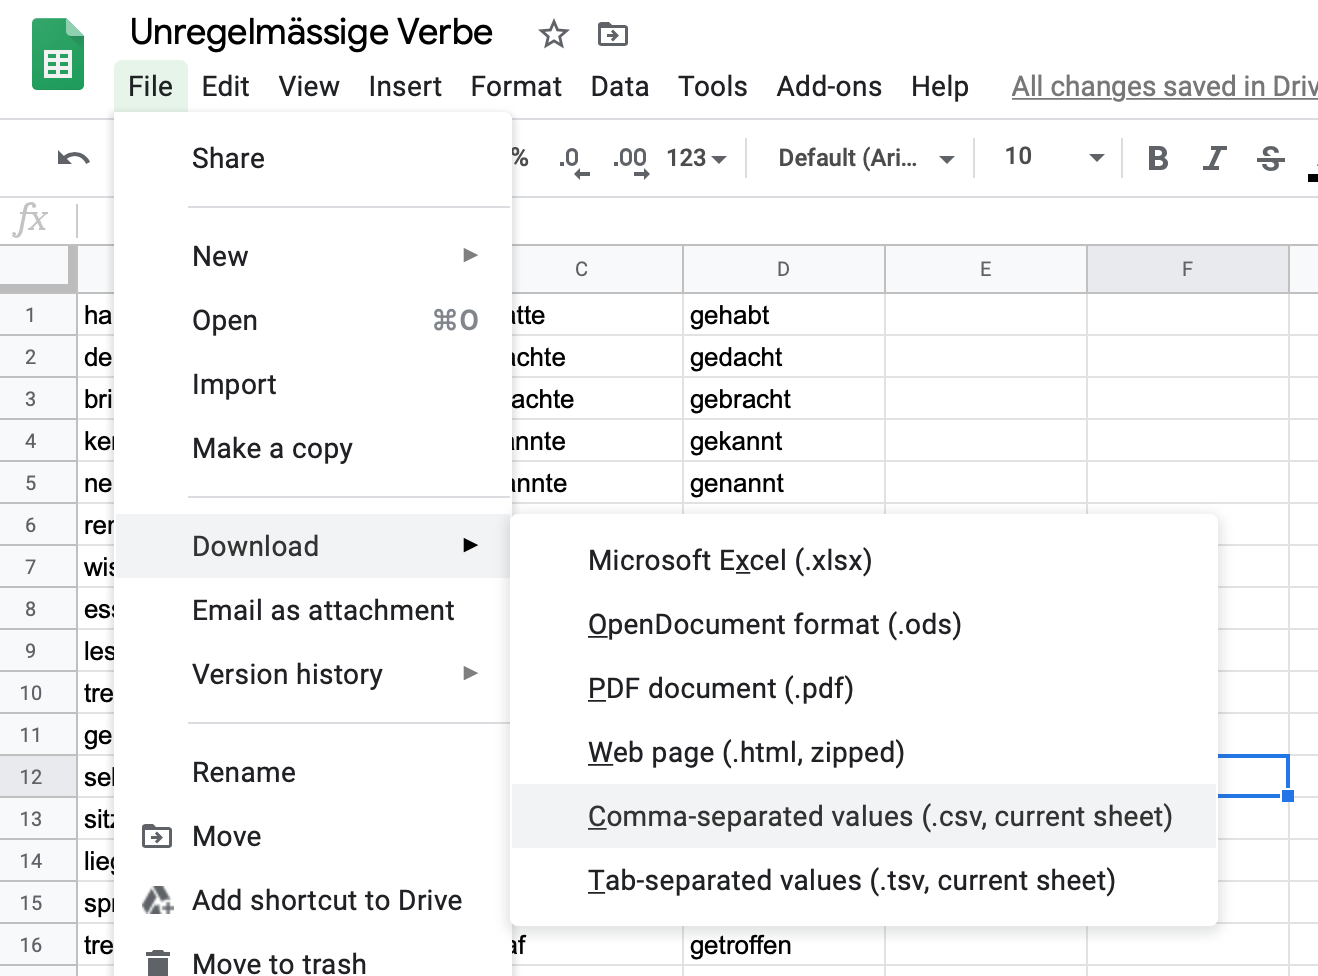 Unregelmässige Verbe
File Edit View Insert Format Data Tools Add-ons Help All changes saved in Driv
% .0 .00 123 Default (Ari... 10 B I S
fx
C D E F
Share
New
Open ⌘O
Import
Make a copy
Download
Email as attachment
Version history
Rename
Move
Add shortcut to Drive
Move to trash
Microsoft Excel (.xlsx)
OpenDocument format (.ods)
PDF document (.pdf)
Web page (.html, zipped)
Comma-separated values (.csv, current sheet)
Tab-separated values (.tsv, current sheet)
1 ha atte gehabt
2 de achte gedacht
3 bri achte gebracht
4 ke annte gekannt
5 ne annte genannt
6 rer
7 wis
8 ess
9 les
10 tre
11 ge
12 sel
13 sitz
14 lieg
15 spr
16 tre af getroffen